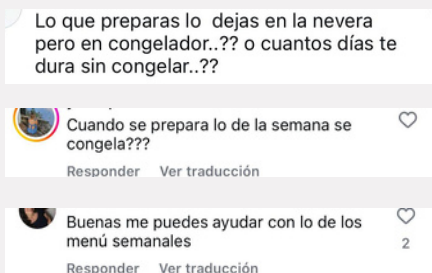 Lo que preparas lo dejas en la nevera
pero en congelador..?? o cuantos días te
dura sin congelar..??
Cuando se prepara lo de la semana se
congela???
Responder Ver traducción
Buenas me puedes ayudar con lo de los
menú semanales
2
Responder Ver traducción